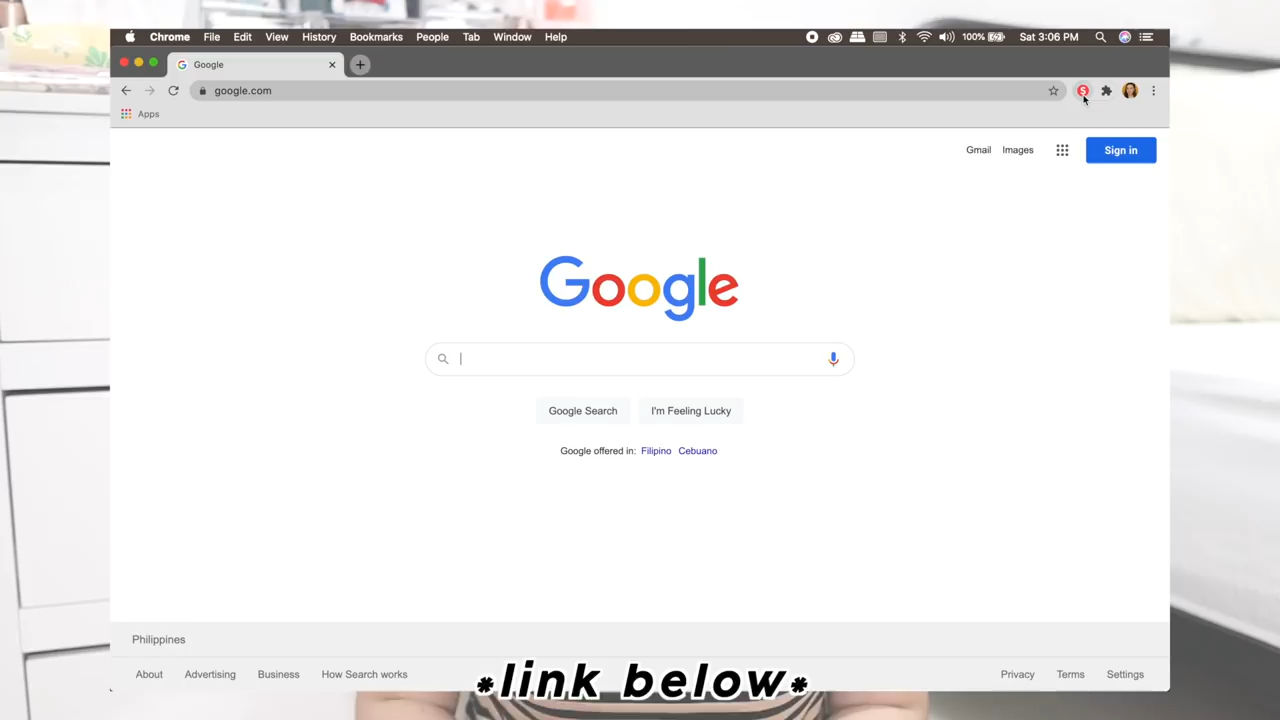 Chrome File Edit View History Bookmarks People Tab Window Help 100% Sat 3:06 PM
Google
google.com
Apps
Gmail Images Sign in
Google
Google Search I'm Feeling Lucky
Google offered in: Filipino Cebuano
Philippines
About Advertising Business How Search works Privacy Terms Settings
*link below*